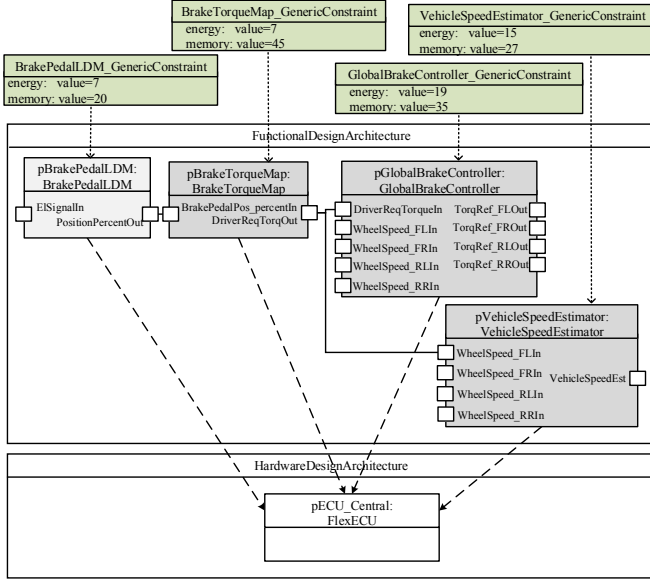 BrakeTorqueMap_GenericConstraint
energy: value=7
memory: value=45
VehicleSpeedEstimator_GenericConstraint
energy: value=15
memory: value=27
BrakePedalLDM_GenericConstraint
energy: value=7
memory: value=20
GlobalBrakeController_GenericConstraint
energy: value=19
memory: value=35
FunctionalDesignArchitecture
pBrakePedalLDM:
BrakePedalLDM
ElSignalIn
PositionPercentOut
pBrakeTorqueMap:
BrakeTorqueMap
BrakePedalPos_percentIn
DriverReqTorqOut
pGlobalBrakeController:
GlobalBrakeController
DriverReqTorqueIn
WheelSpeed_FLIn
WheelSpeed_FRIn
WheelSpeed_RLIn
WheelSpeed_RRIn
TorqRef_FLOut
TorqRef_FROut
TorqRef_RLOut
TorqRef_RROut
pVehicleSpeedEstimator:
VehicleSpeedEstimator
WheelSpeed_FLIn
WheelSpeed_FRIn
WheelSpeed_RLIn
WheelSpeed_RRIn
VehicleSpeedEst
HardwareDesignArchitecture
pECU_Central:
FlexECU